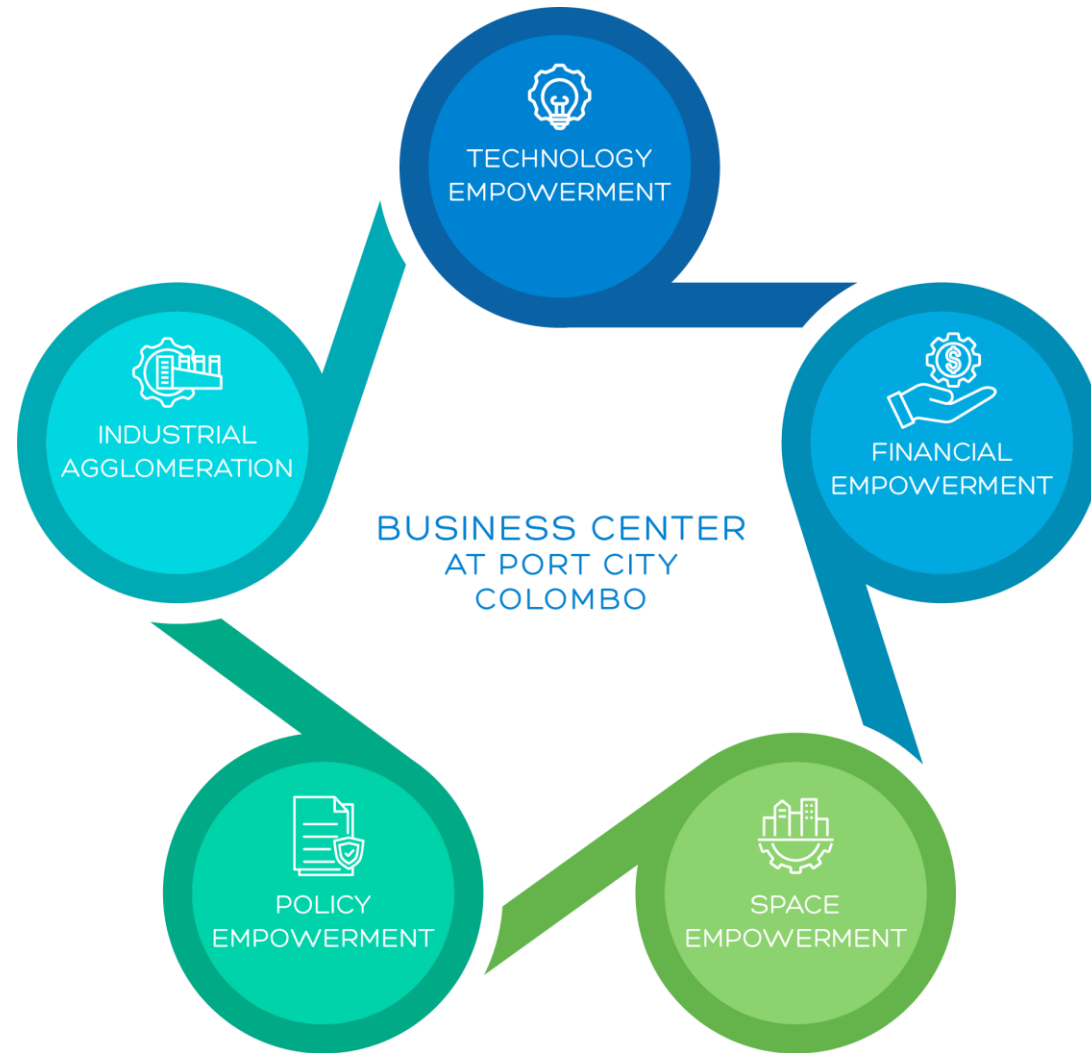 TECHNOLOGY
EMPOWERMENT
FINANCIAL
EMPOWERMENT
SPACE
EMPOWERMENT
POLICY
EMPOWERMENT
INDUSTRIAL
AGGLOMERATION
BUSINESS CENTER
AT PORT CITY
COLOMBO